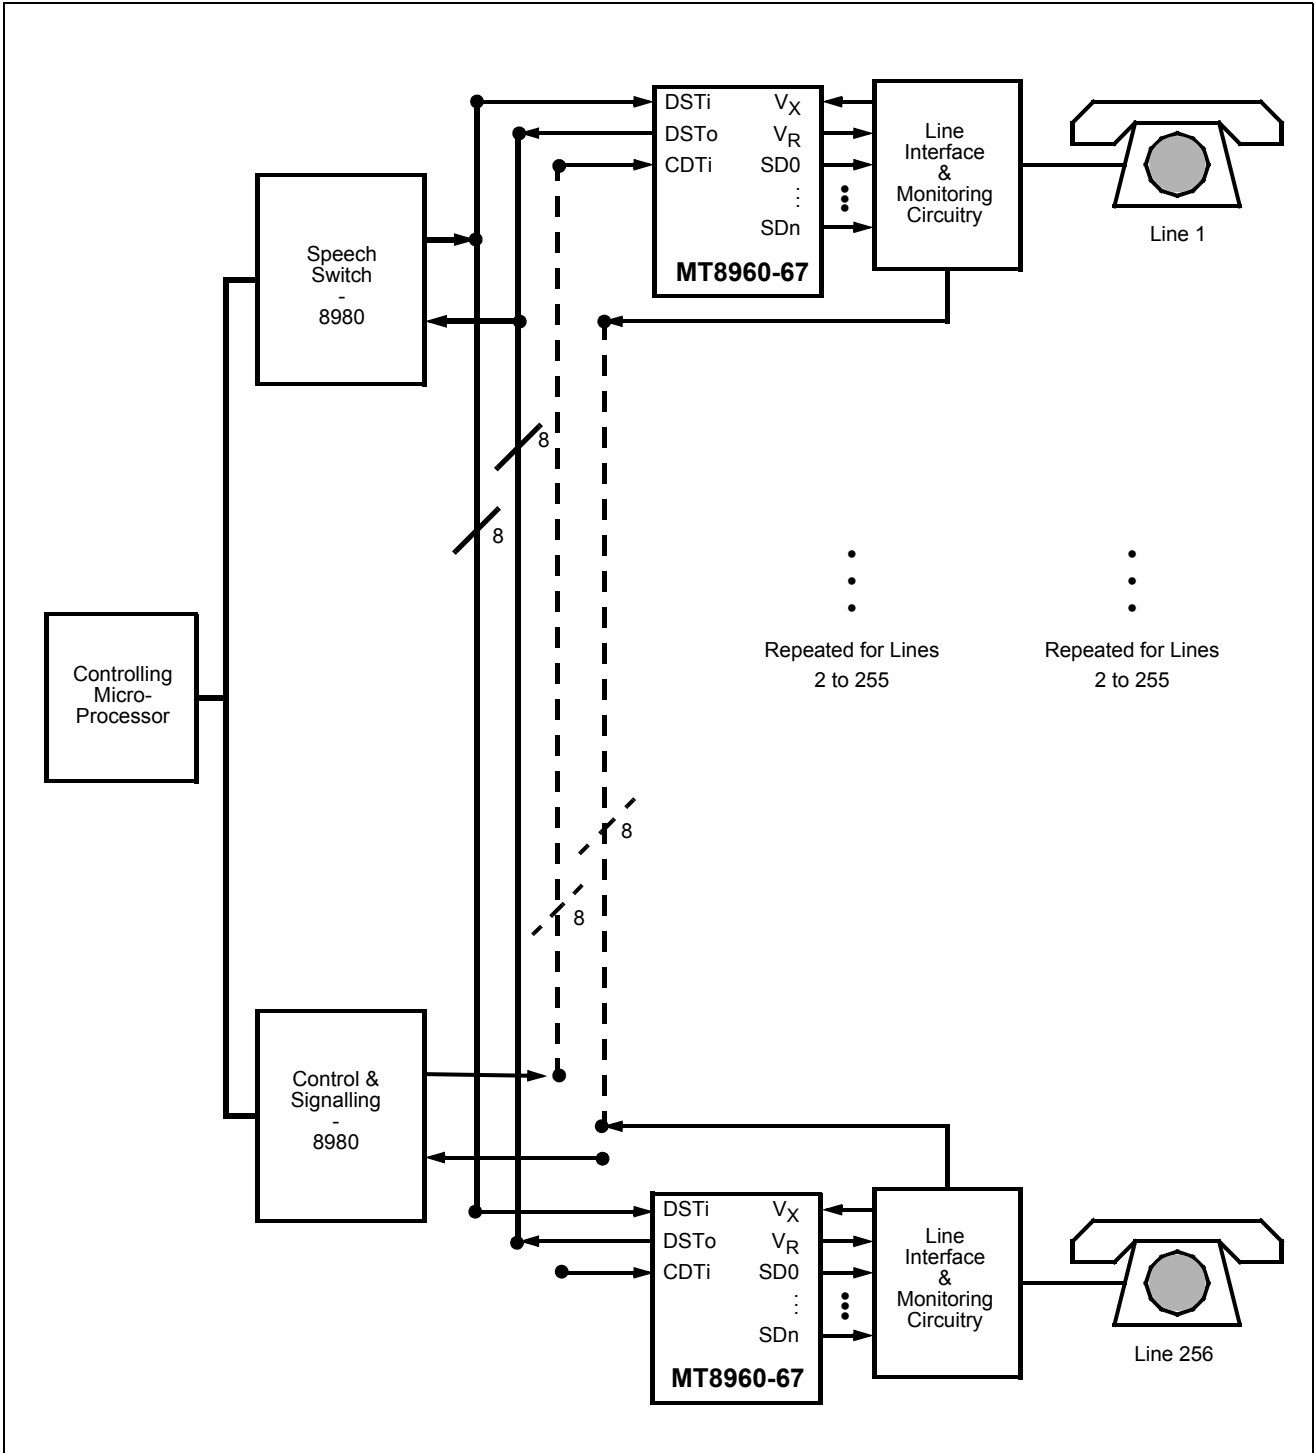 DSTi
DSTo
CDTi
VX
VR
SD0
⋮
SDn
MT8960-67
Line
Interface
&
Monitoring
Circuitry
Line 1
Speech
Switch
-
8980
8
8
Repeated for Lines
2 to 255
Repeated for Lines
2 to 255
Controlling
Micro-
Processor
8
8
Control &
Signalling
-
8980
DSTi
DSTo
CDTi
VX
VR
SD0
⋮
SDn
MT8960-67
Line
Interface
&
Monitoring
Circuitry
Line 256